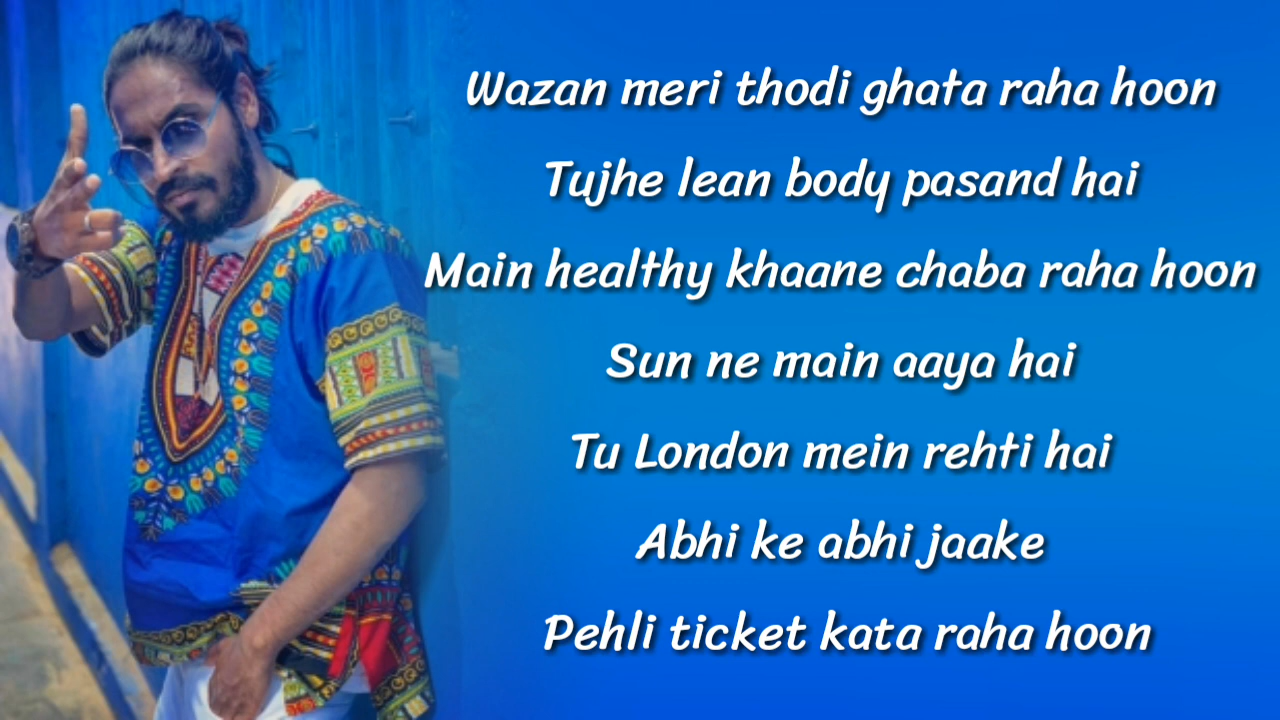 Wazan meri thodi ghata raha hoon
Tujhe lean body pasand hai
Main healthy khaane chaba raha hoon
Sun ne main aaya hai
Tu London mein rehti hai
Abhi ke abhi jaake
Pehli ticket kata raha hoon